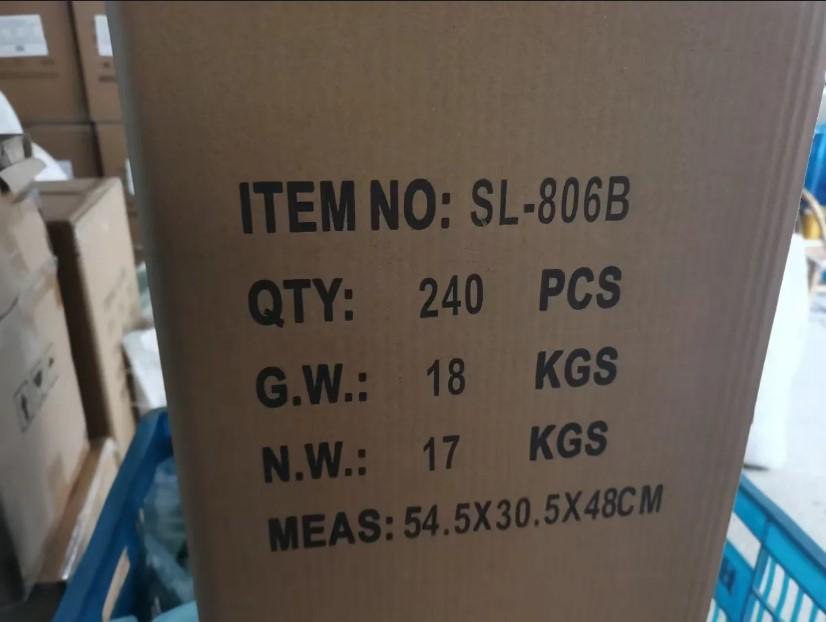 ITEM NO: SL-806B
QTY: 240 PCS
G.W.: 18 KGS
N.W.: 17 KGS
MEAS: 54.5X30.5X48CM